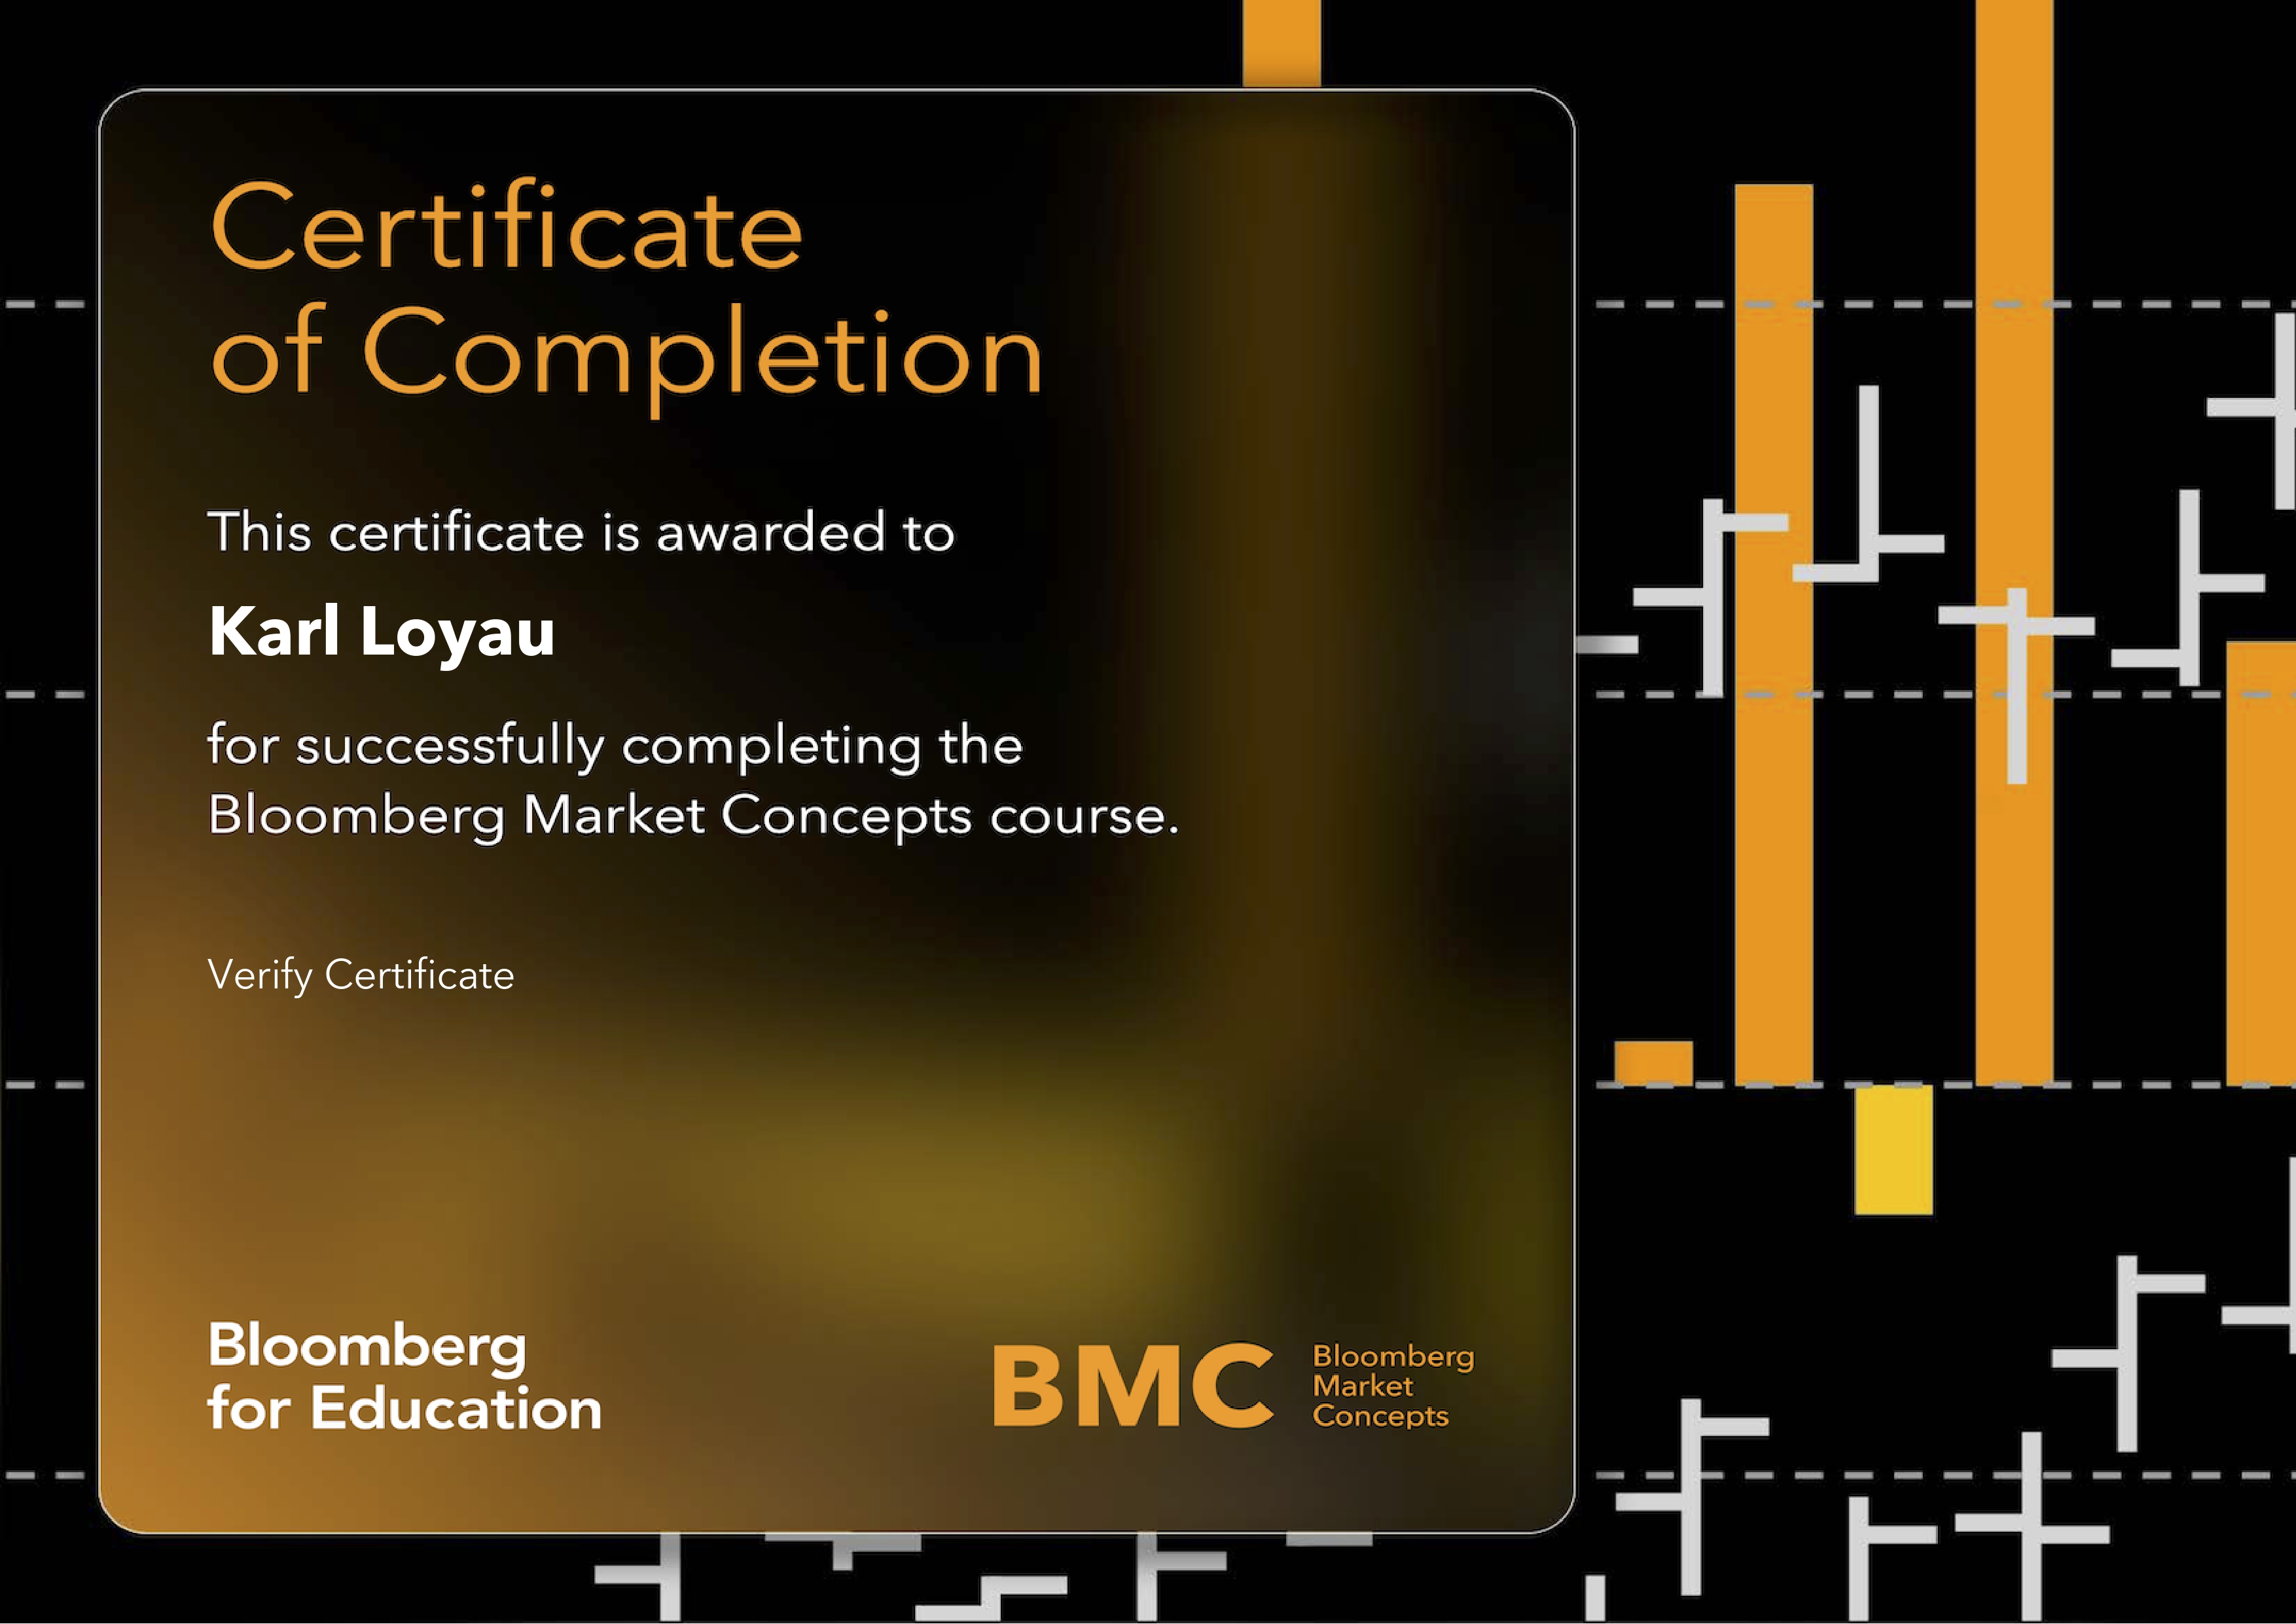 Certificate
of Completion
This certificate is awarded to
Karl Loyau
for successfully completing the
Bloomberg Market Concepts course.
Verify Certificate
Bloomberg
for Education
BMC
Bloomberg
Market
Concepts